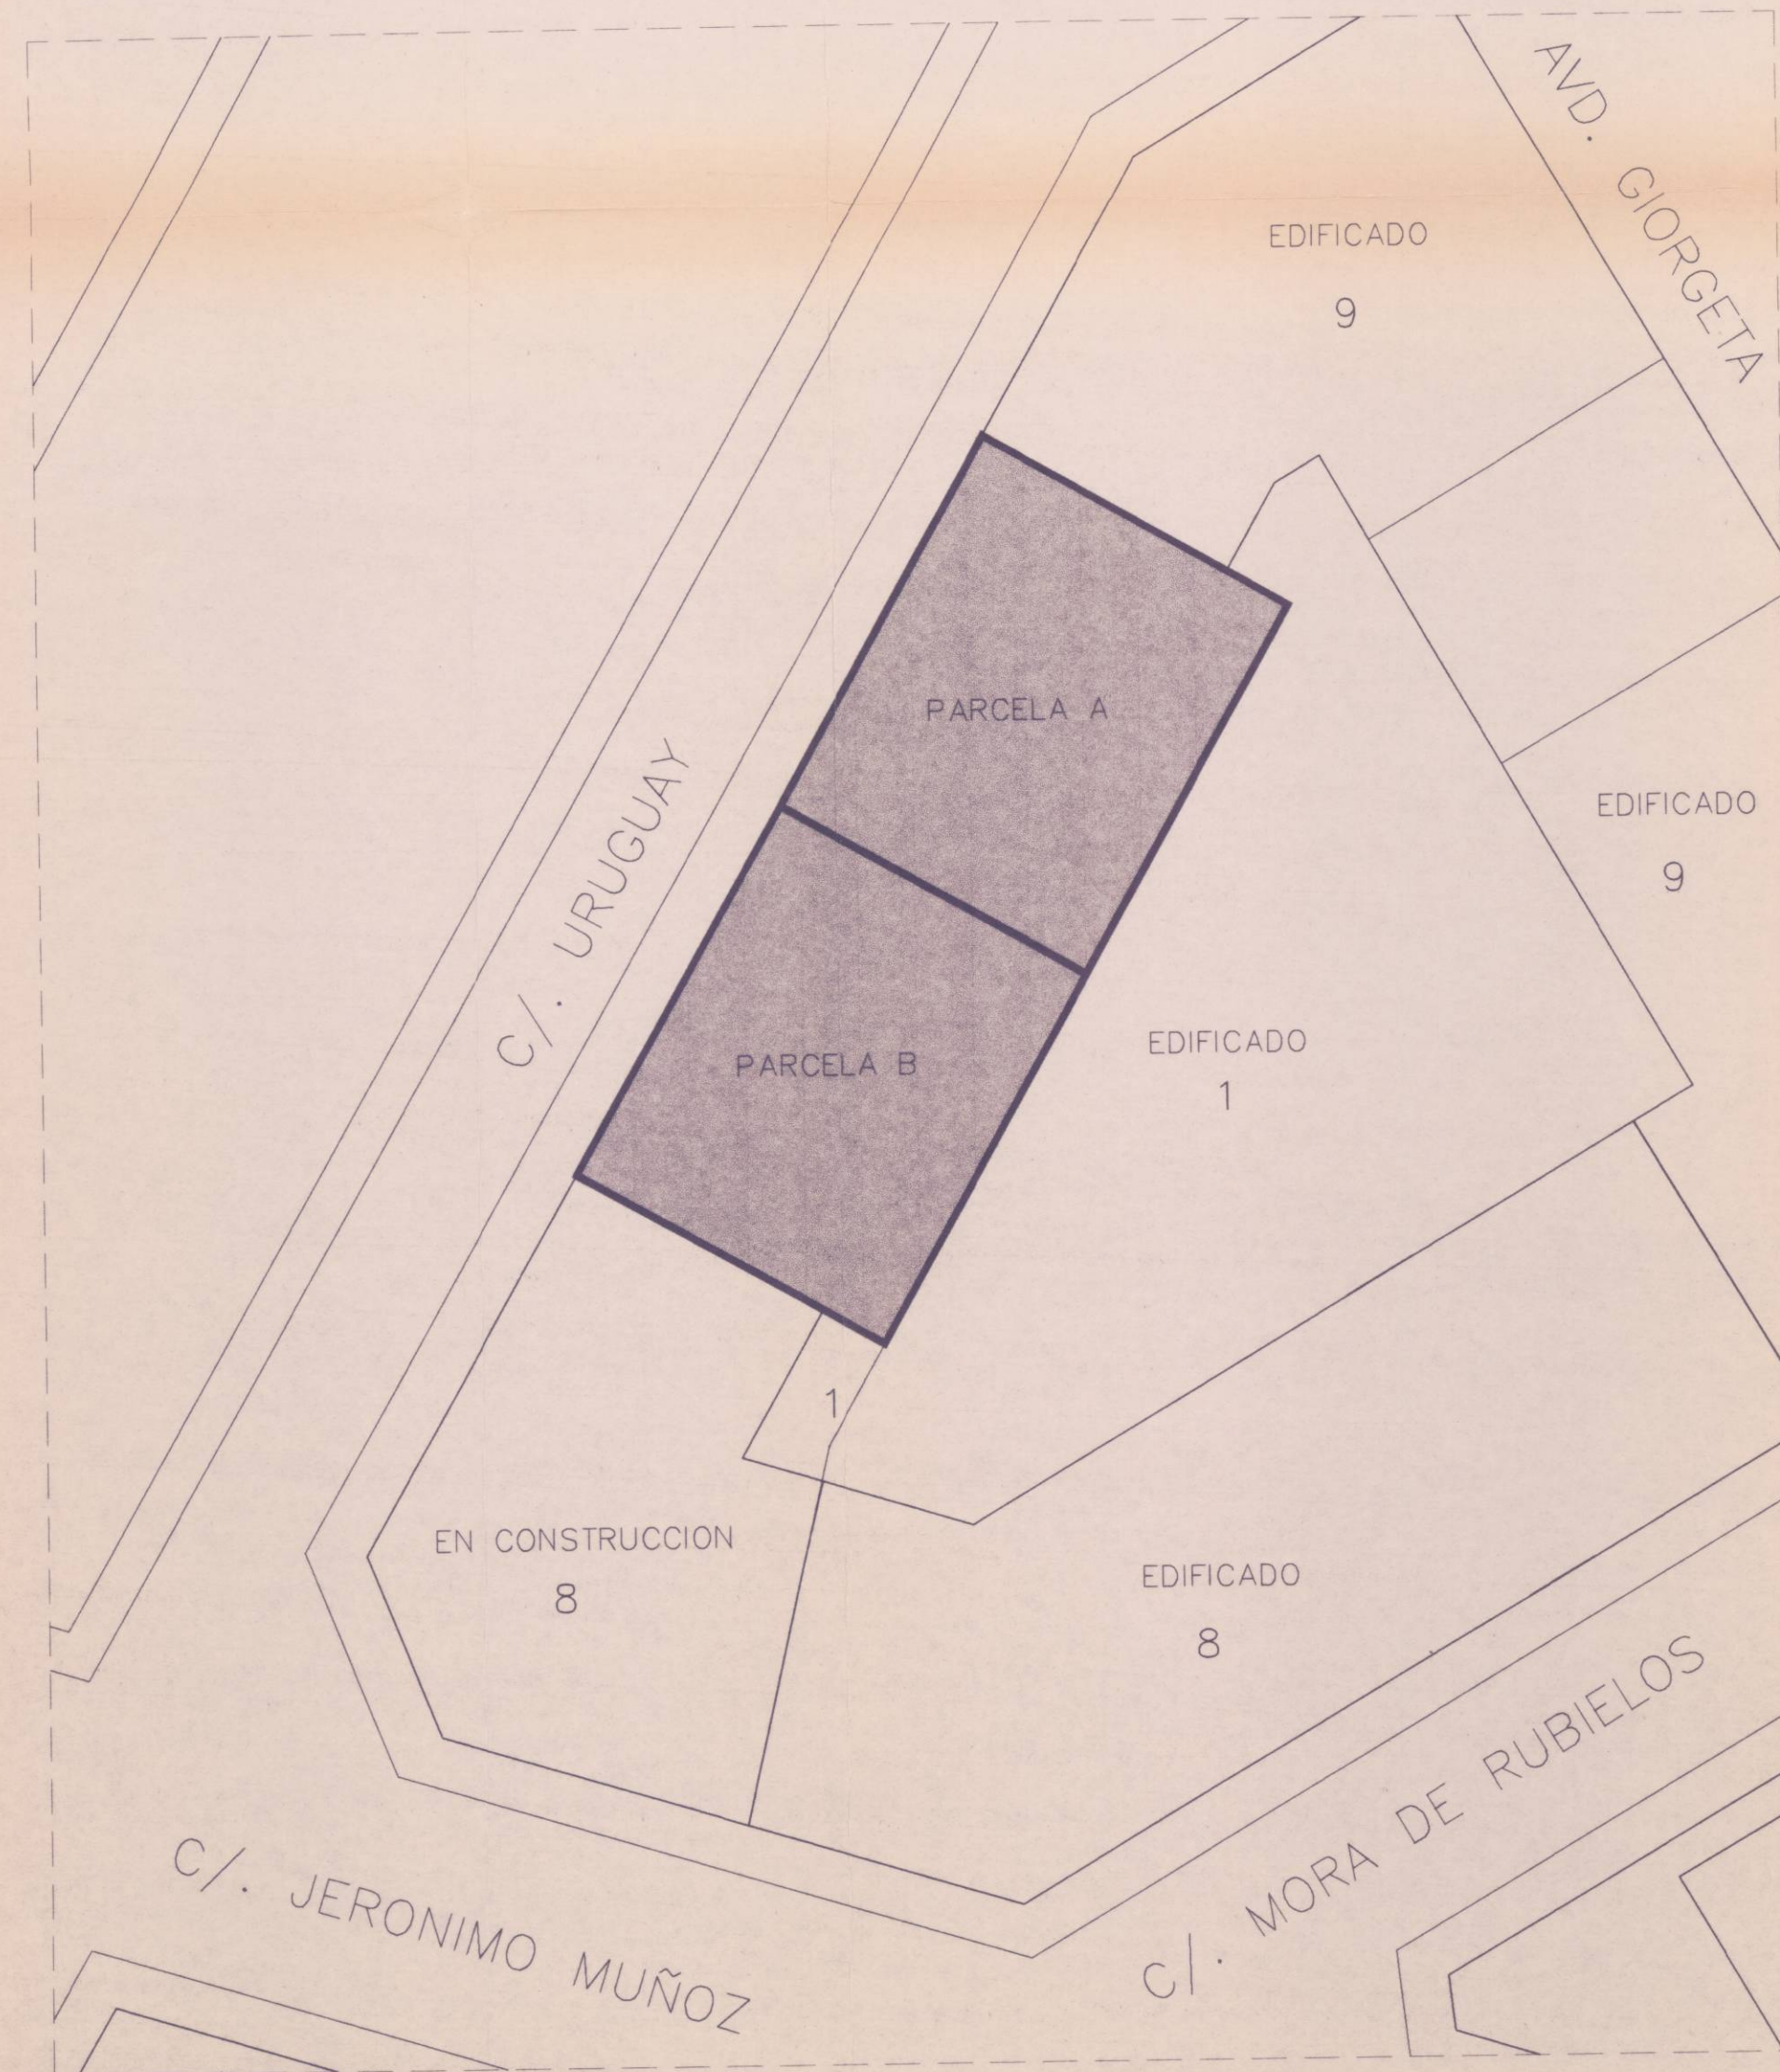 AVD. GIORGETA
EDIFICADO
9
PARCELA A
C/. URUGUAY
EDIFICADO
9
PARCELA B
EDIFICADO
1
1
EN CONSTRUCCION
8
EDIFICADO
8
C/. MORA DE RUBIELOS
C/. JERONIMO MUÑOZ